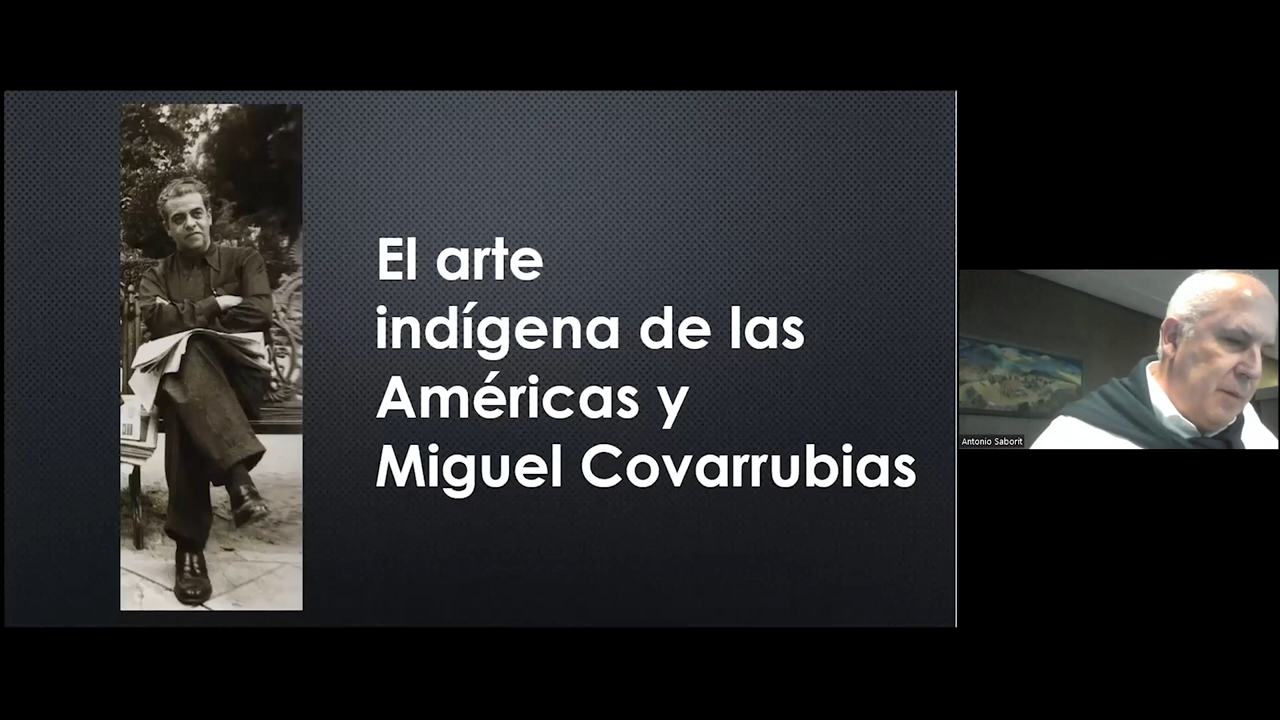 El arte
indígena de las
Américas y
Miguel Covarrubias
Antonio Saborit